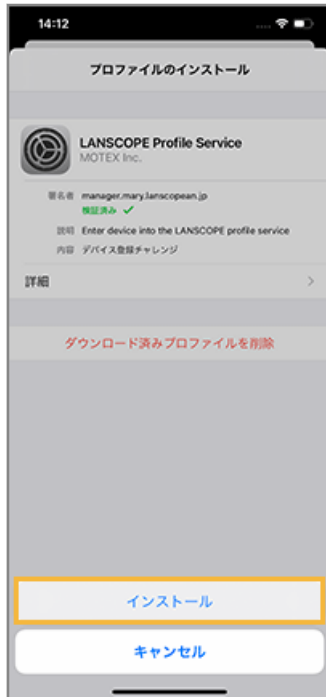 14:12
プロファイルのインストール
LANSCOPE Profile Service
MOTEX Inc.
署名者 manager.mary.lanscopean.jp
検証済み ✓
説明 Enter device into the LANSCOPE profile service
内容 デバイス登録チャレンジ
詳細
ダウンロード済みプロファイルを削除
インストール
キャンセル